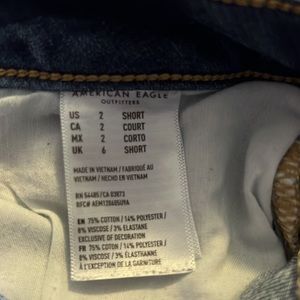 AMERICAN EAGLE
OUTFITTERS
US 2 SHORT
CA 2 COURT
MX 2 CORTO
UK 6 SHORT
MADE IN VIETNAM / FABRIQUÉ AU
VIETNAM / HECHO EN VIETNAM
RN 54485/CA 03873
RFC# AEM128405U9A
EN 75% COTTON / 14% POLYESTER /
8% VISCOSE / 3% ELASTANE
EXCLUSIVE OF DECORATION
FR 75% COTON / 14% POLYESTER /
8% VISCOSE / 3% ÉLASTHANNE
À L'EXCEPTION DE LA GARNITURE